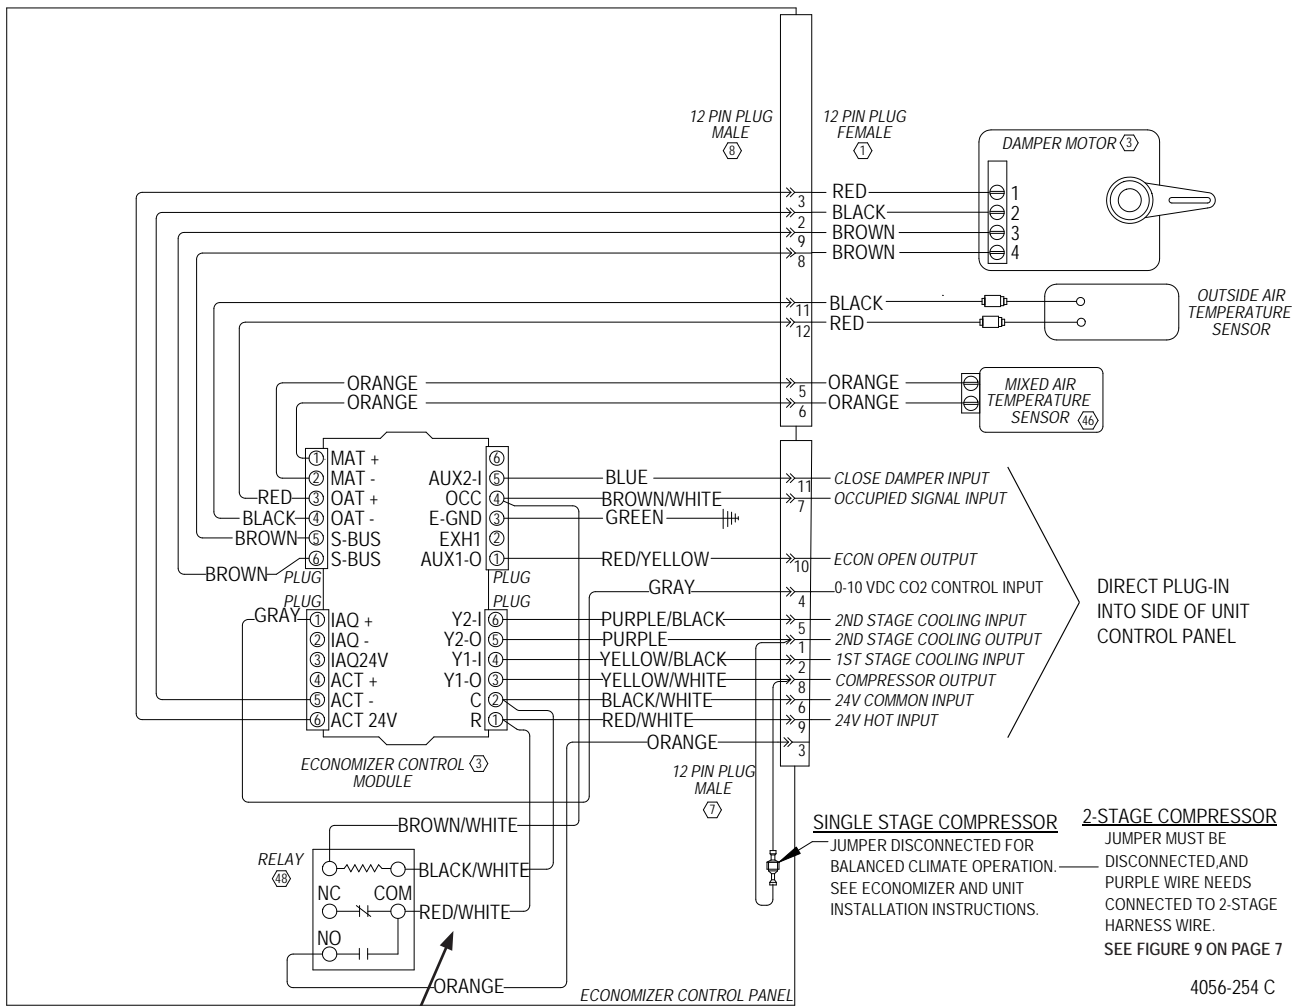 12 PIN PLUG
MALE
8
12 PIN PLUG
FEMALE
1
DAMPER MOTOR 3
RED
1
3
BLACK
2
2
BROWN
3
9
BROWN
4
8
BLACK
11
RED
12
OUTSIDE AIR
TEMPERATURE
SENSOR
ORANGE
ORANGE
5
ORANGE
ORANGE
6
MIXED AIR
TEMPERATURE
SENSOR 46
1 MAT +
2 MAT -
RED 3 OAT +
BLACK 4 OAT -
BROWN 5 S-BUS
BROWN 6 S-BUS
PLUG
6
AUX2-I 5
OCC 4
E-GND 3
EXH1 2
AUX1-O 1
PLUG
BLUE
11
CLOSE DAMPER INPUT
BROWN/WHITE
7
OCCUPIED SIGNAL INPUT
GREEN
RED/YELLOW
10
ECON OPEN OUTPUT
GRAY
4
0-10 VDC CO2 CONTROL INPUT
PLUG
GRAY 1 IAQ +
2 IAQ -
3 IAQ24V
4 ACT +
5 ACT -
6 ACT 24V
PLUG
Y2-I 6
Y2-O 5
Y1-I 4
Y1-O 3
C 2
R 1
PURPLE/BLACK
5
2ND STAGE COOLING INPUT
PURPLE
1
2ND STAGE COOLING OUTPUT
YELLOW/BLACK
2
1ST STAGE COOLING INPUT
YELLOW/WHITE
8
COMPRESSOR OUTPUT
BLACK/WHITE
6
24V COMMON INPUT
RED/WHITE
9
24V HOT INPUT
ORANGE
3
DIRECT PLUG-IN
INTO SIDE OF UNIT
CONTROL PANEL
ECONOMIZER CONTROL 3
MODULE
12 PIN PLUG
MALE
7
BROWN/WHITE
RELAY
48
BLACK/WHITE
NC
COM
RED/WHITE
NO
ORANGE
ECONOMIZER CONTROL PANEL
SINGLE STAGE COMPRESSOR
JUMPER DISCONNECTED FOR
BALANCED CLIMATE OPERATION.
SEE ECONOMIZER AND UNIT
INSTALLATION INSTRUCTIONS.
2-STAGE COMPRESSOR
JUMPER MUST BE
DISCONNECTED,AND
PURPLE WIRE NEEDS
CONNECTED TO 2-STAGE
HARNESS WIRE.
SEE FIGURE 9 ON PAGE 7
4056-254 C